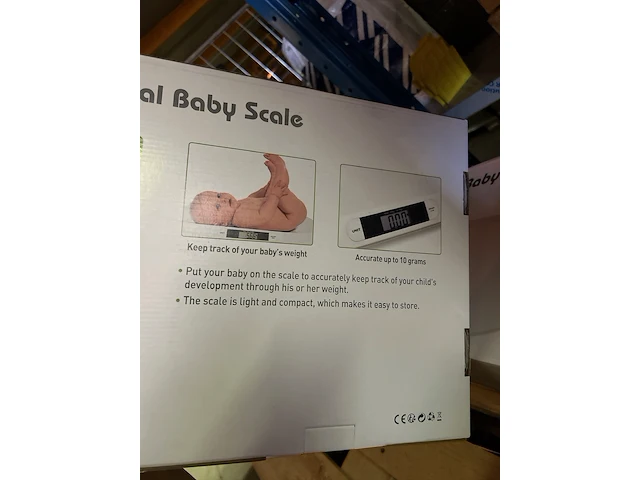 al Baby Scale
Keep track of your baby's weight
Accurate up to 10 grams
• Put your baby on the scale to accurately keep track of your child's
development through his or her weight.
• The scale is light and compact, which makes it easy to store.
CE
Baby